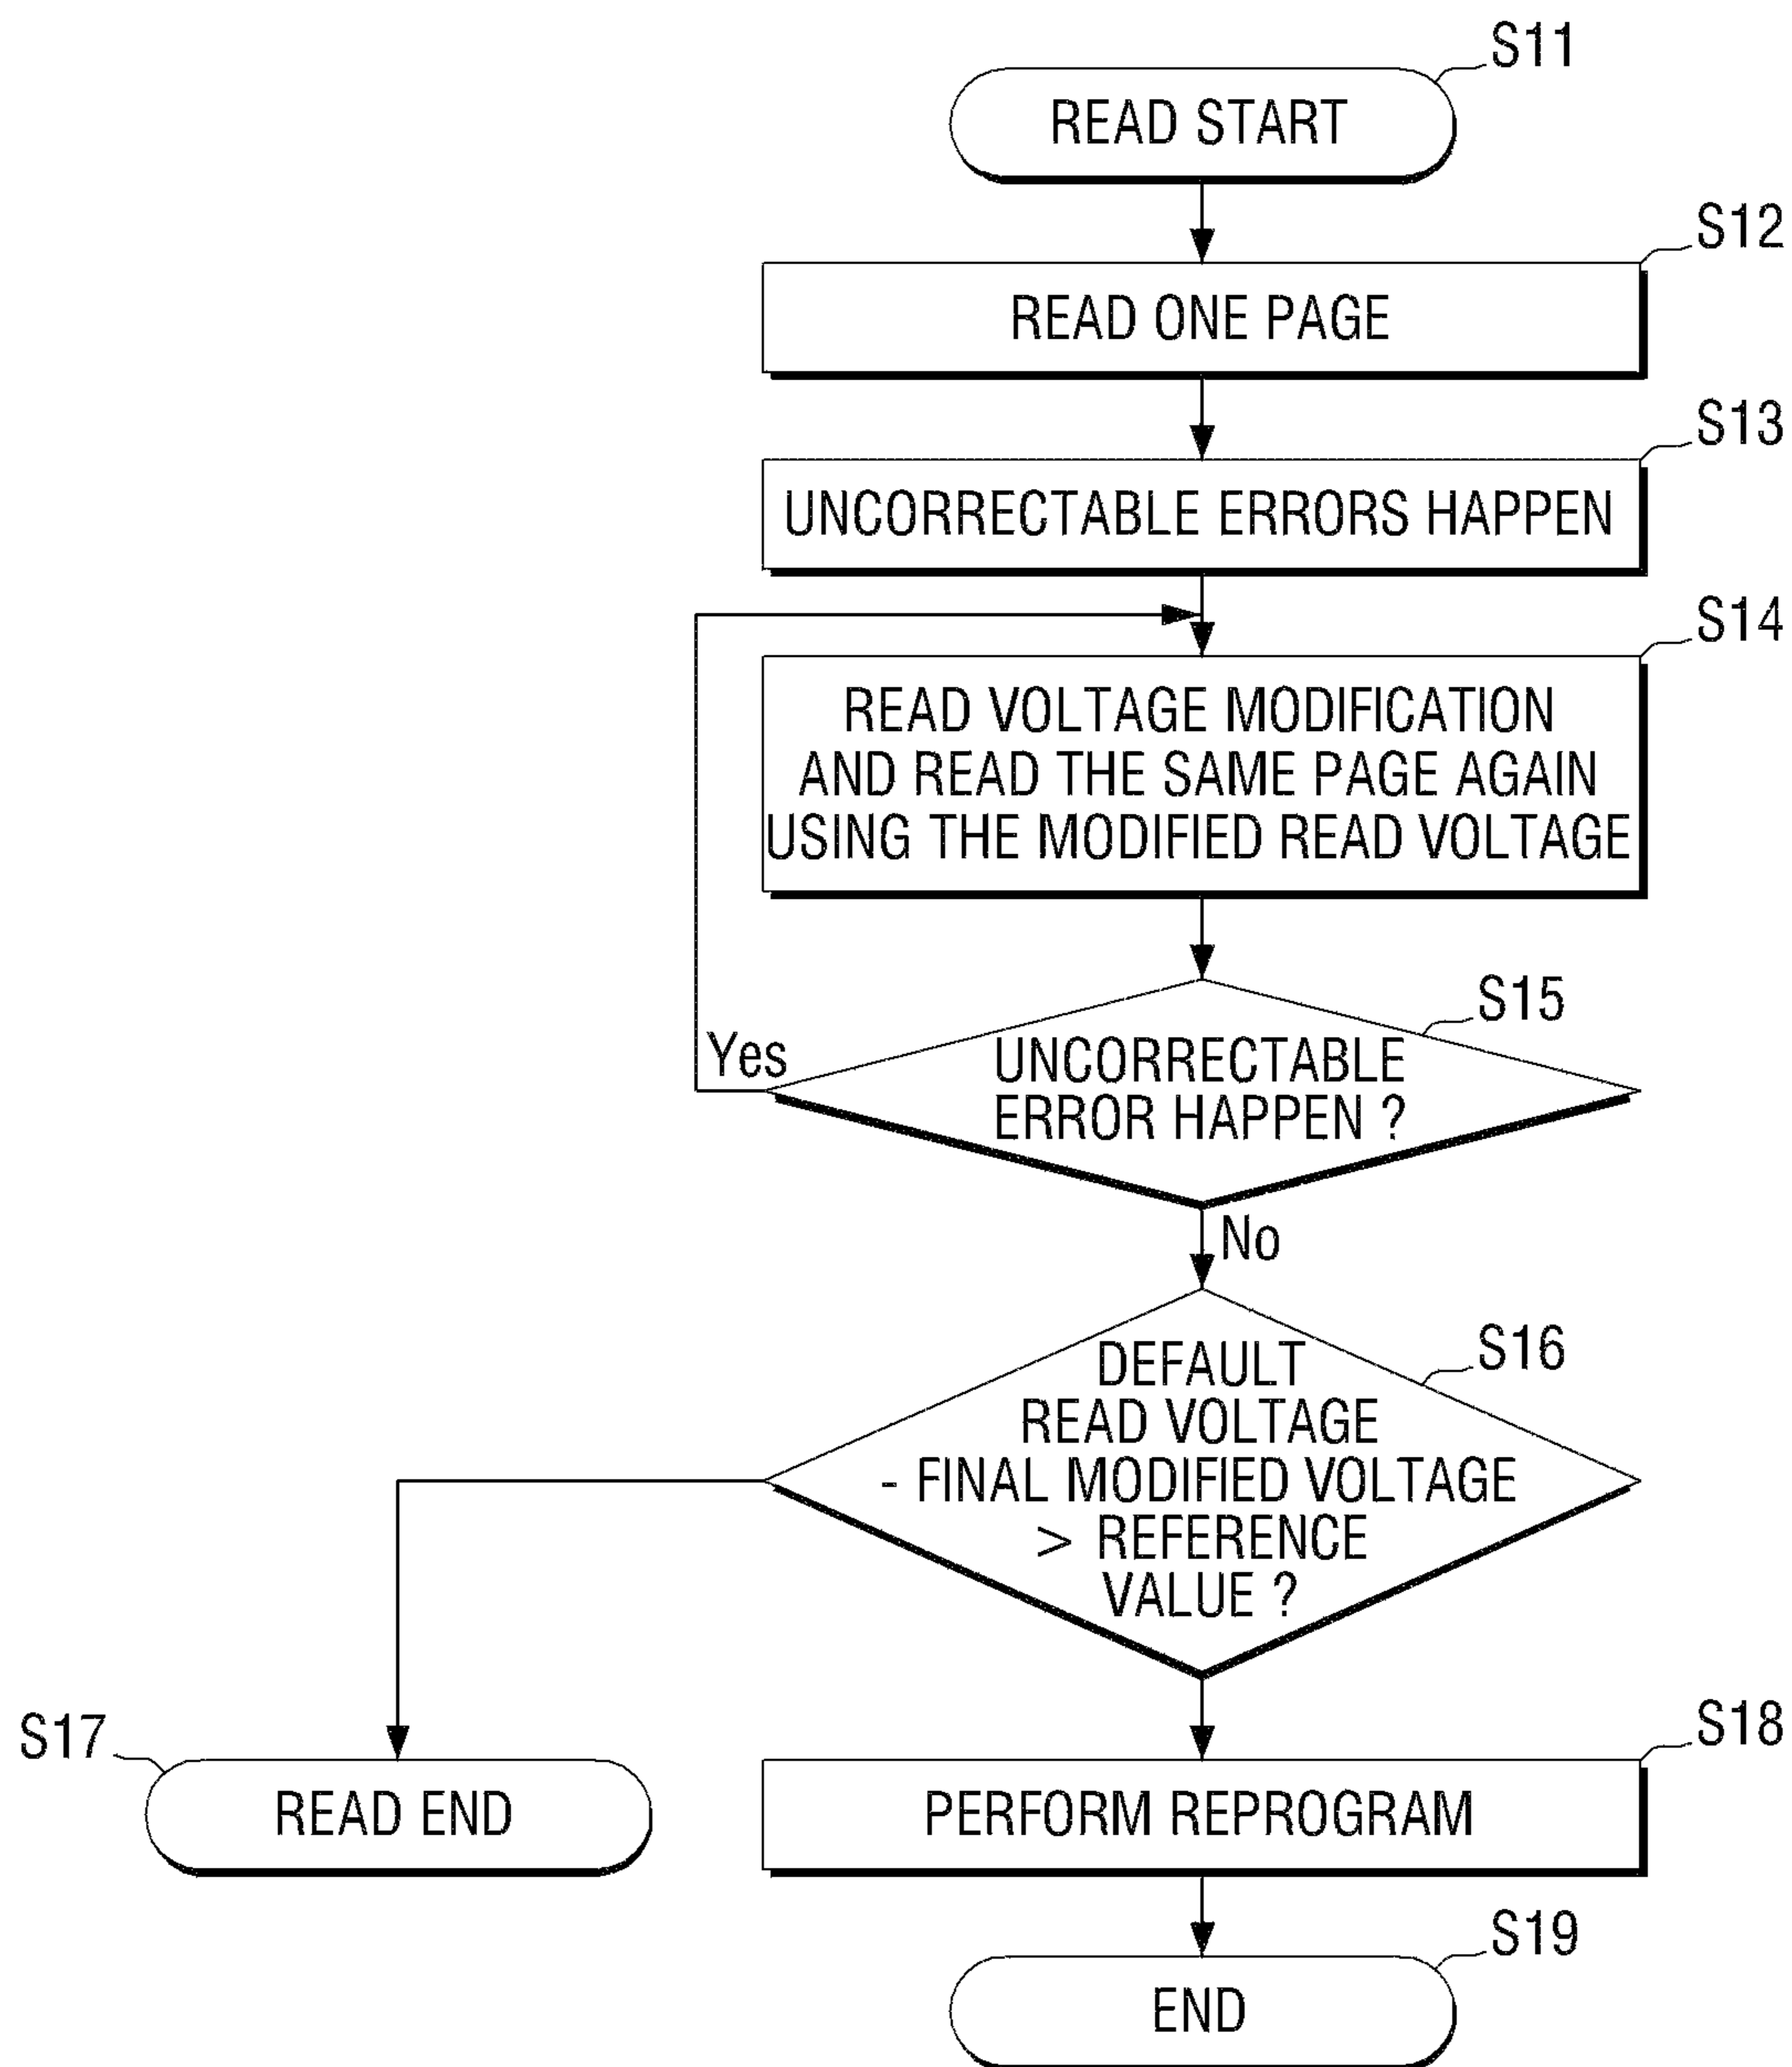 S11
READ START
S12
READ ONE PAGE
S13
UNCORRECTABLE ERRORS HAPPEN
S14
READ VOLTAGE MODIFICATION
AND READ THE SAME PAGE AGAIN
USING THE MODIFIED READ VOLTAGE
S15
Yes
UNCORRECTABLE
ERROR HAPPEN ?
No
S16
DEFAULT
READ VOLTAGE
- FINAL MODIFIED VOLTAGE
> REFERENCE
VALUE ?
S17
READ END
S18
PERFORM REPROGRAM
S19
END